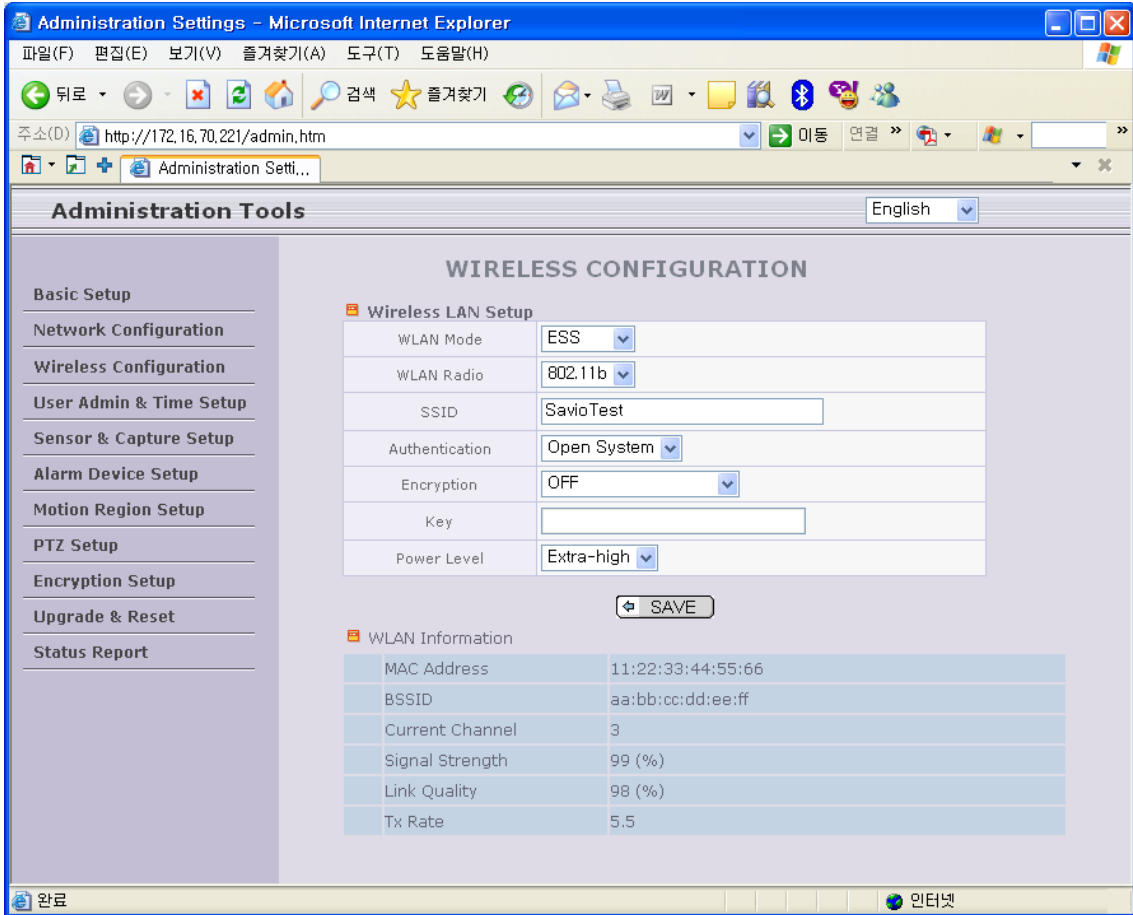 Administration Settings - Microsoft Internet Explorer
파일(F) 편집(E) 보기(V) 즐겨찾기(A) 도구(T) 도움말(H)
뒤로 검색 즐겨찾기
주소(D) http://172.16.70.221/admin.htm 이동 연결 »
Administration Setti...
Administration Tools English
WIRELESS CONFIGURATION
Basic Setup
Network Configuration
Wireless Configuration
User Admin & Time Setup
Sensor & Capture Setup
Alarm Device Setup
Motion Region Setup
PTZ Setup
Encryption Setup
Upgrade & Reset
Status Report
Wireless LAN Setup
WLAN Mode ESS
WLAN Radio 802.11b
SSID SavioTest
Authentication Open System
Encryption OFF
Key
Power Level Extra-high
SAVE
WLAN Information
MAC Address 11:22:33:44:55:66
BSSID aa:bb:cc:dd:ee:ff
Current Channel 3
Signal Strength 99 (%)
Link Quality 98 (%)
Tx Rate 5.5
완료 인터넷